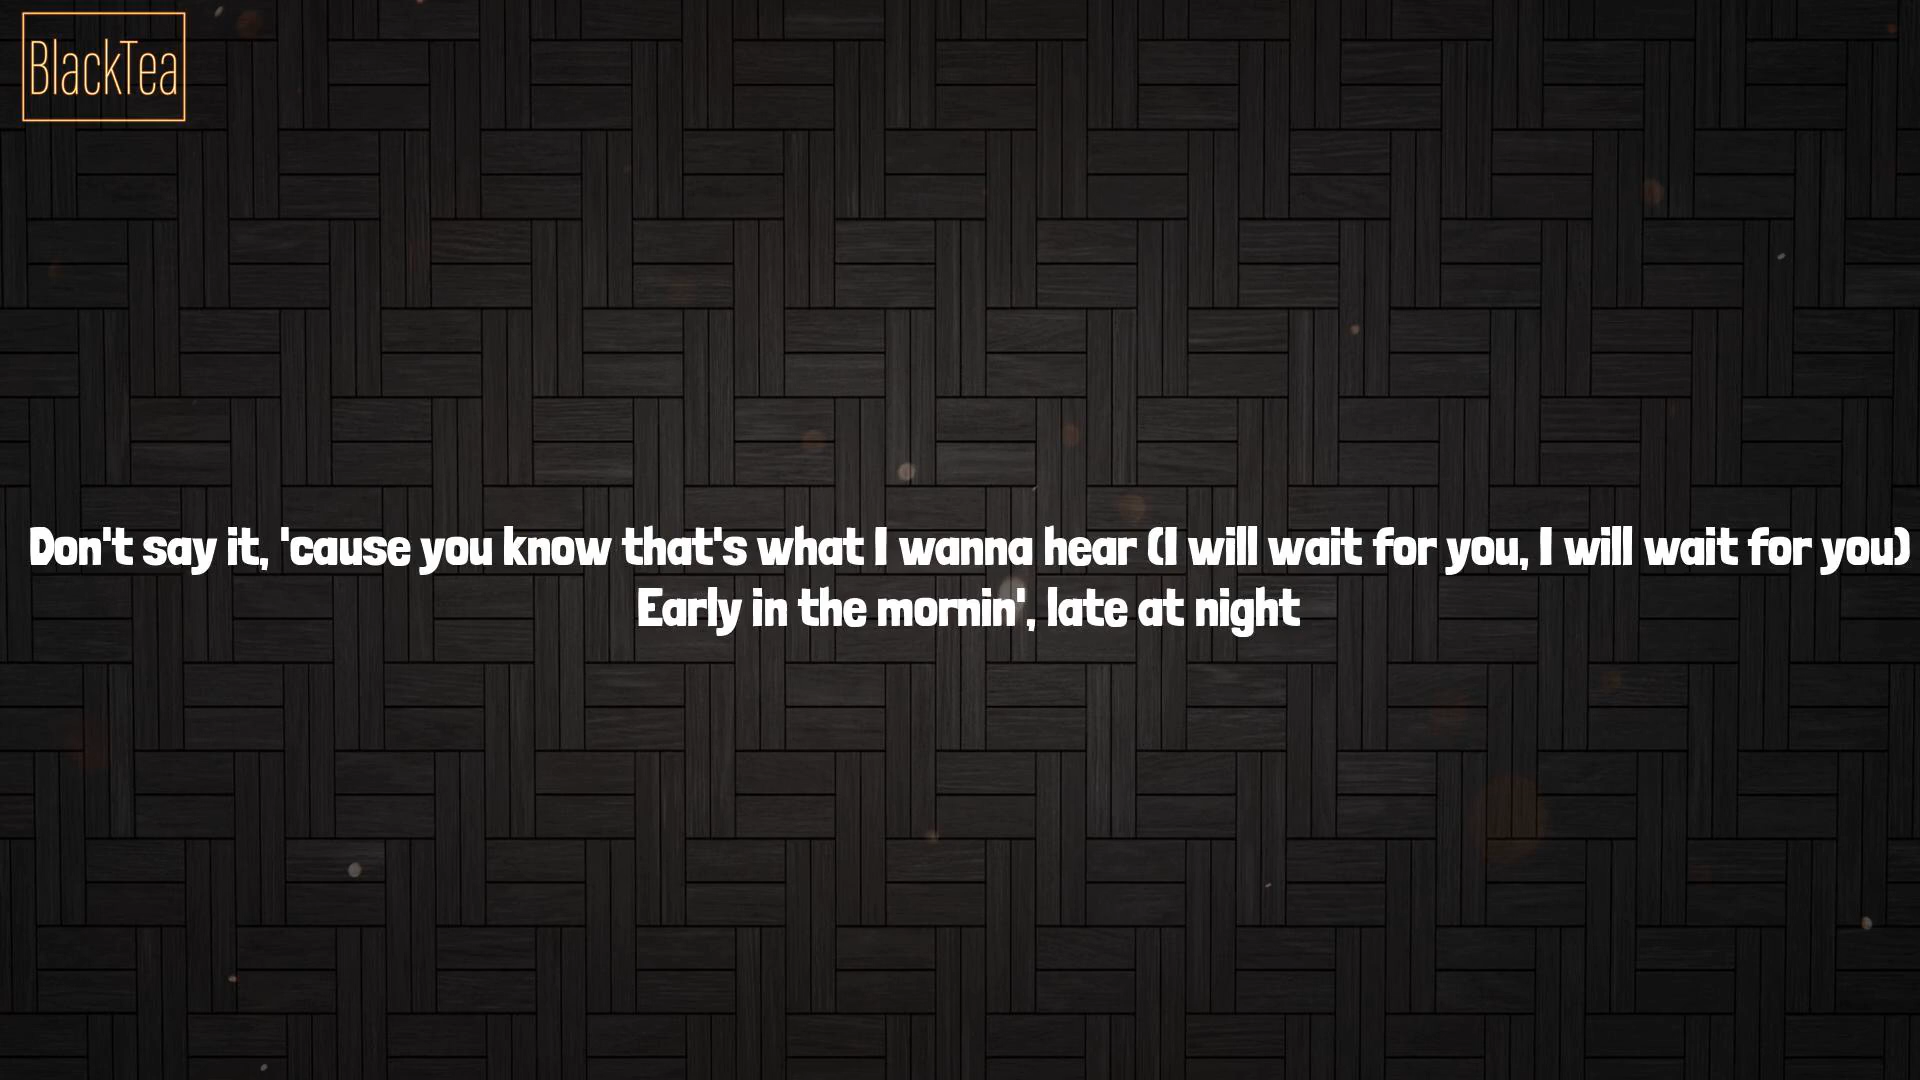 BlackTea
Don't say it, 'cause you know that's what I wanna hear (I will wait for you, I will wait for you)
Early in the mornin', late at night